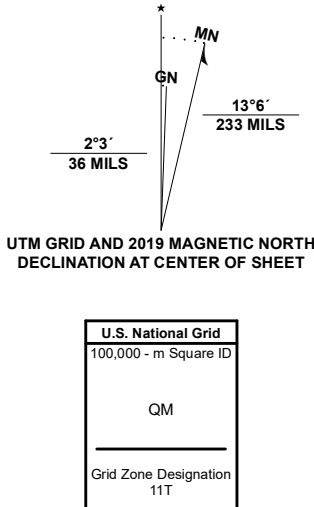 ★
MN
GN
13°6´
233 MILS
2°3´
36 MILS
UTM GRID AND 2019 MAGNETIC NORTH
DECLINATION AT CENTER OF SHEET
U.S. National Grid
100,000 - m Square ID
QM
Grid Zone Designation
11T